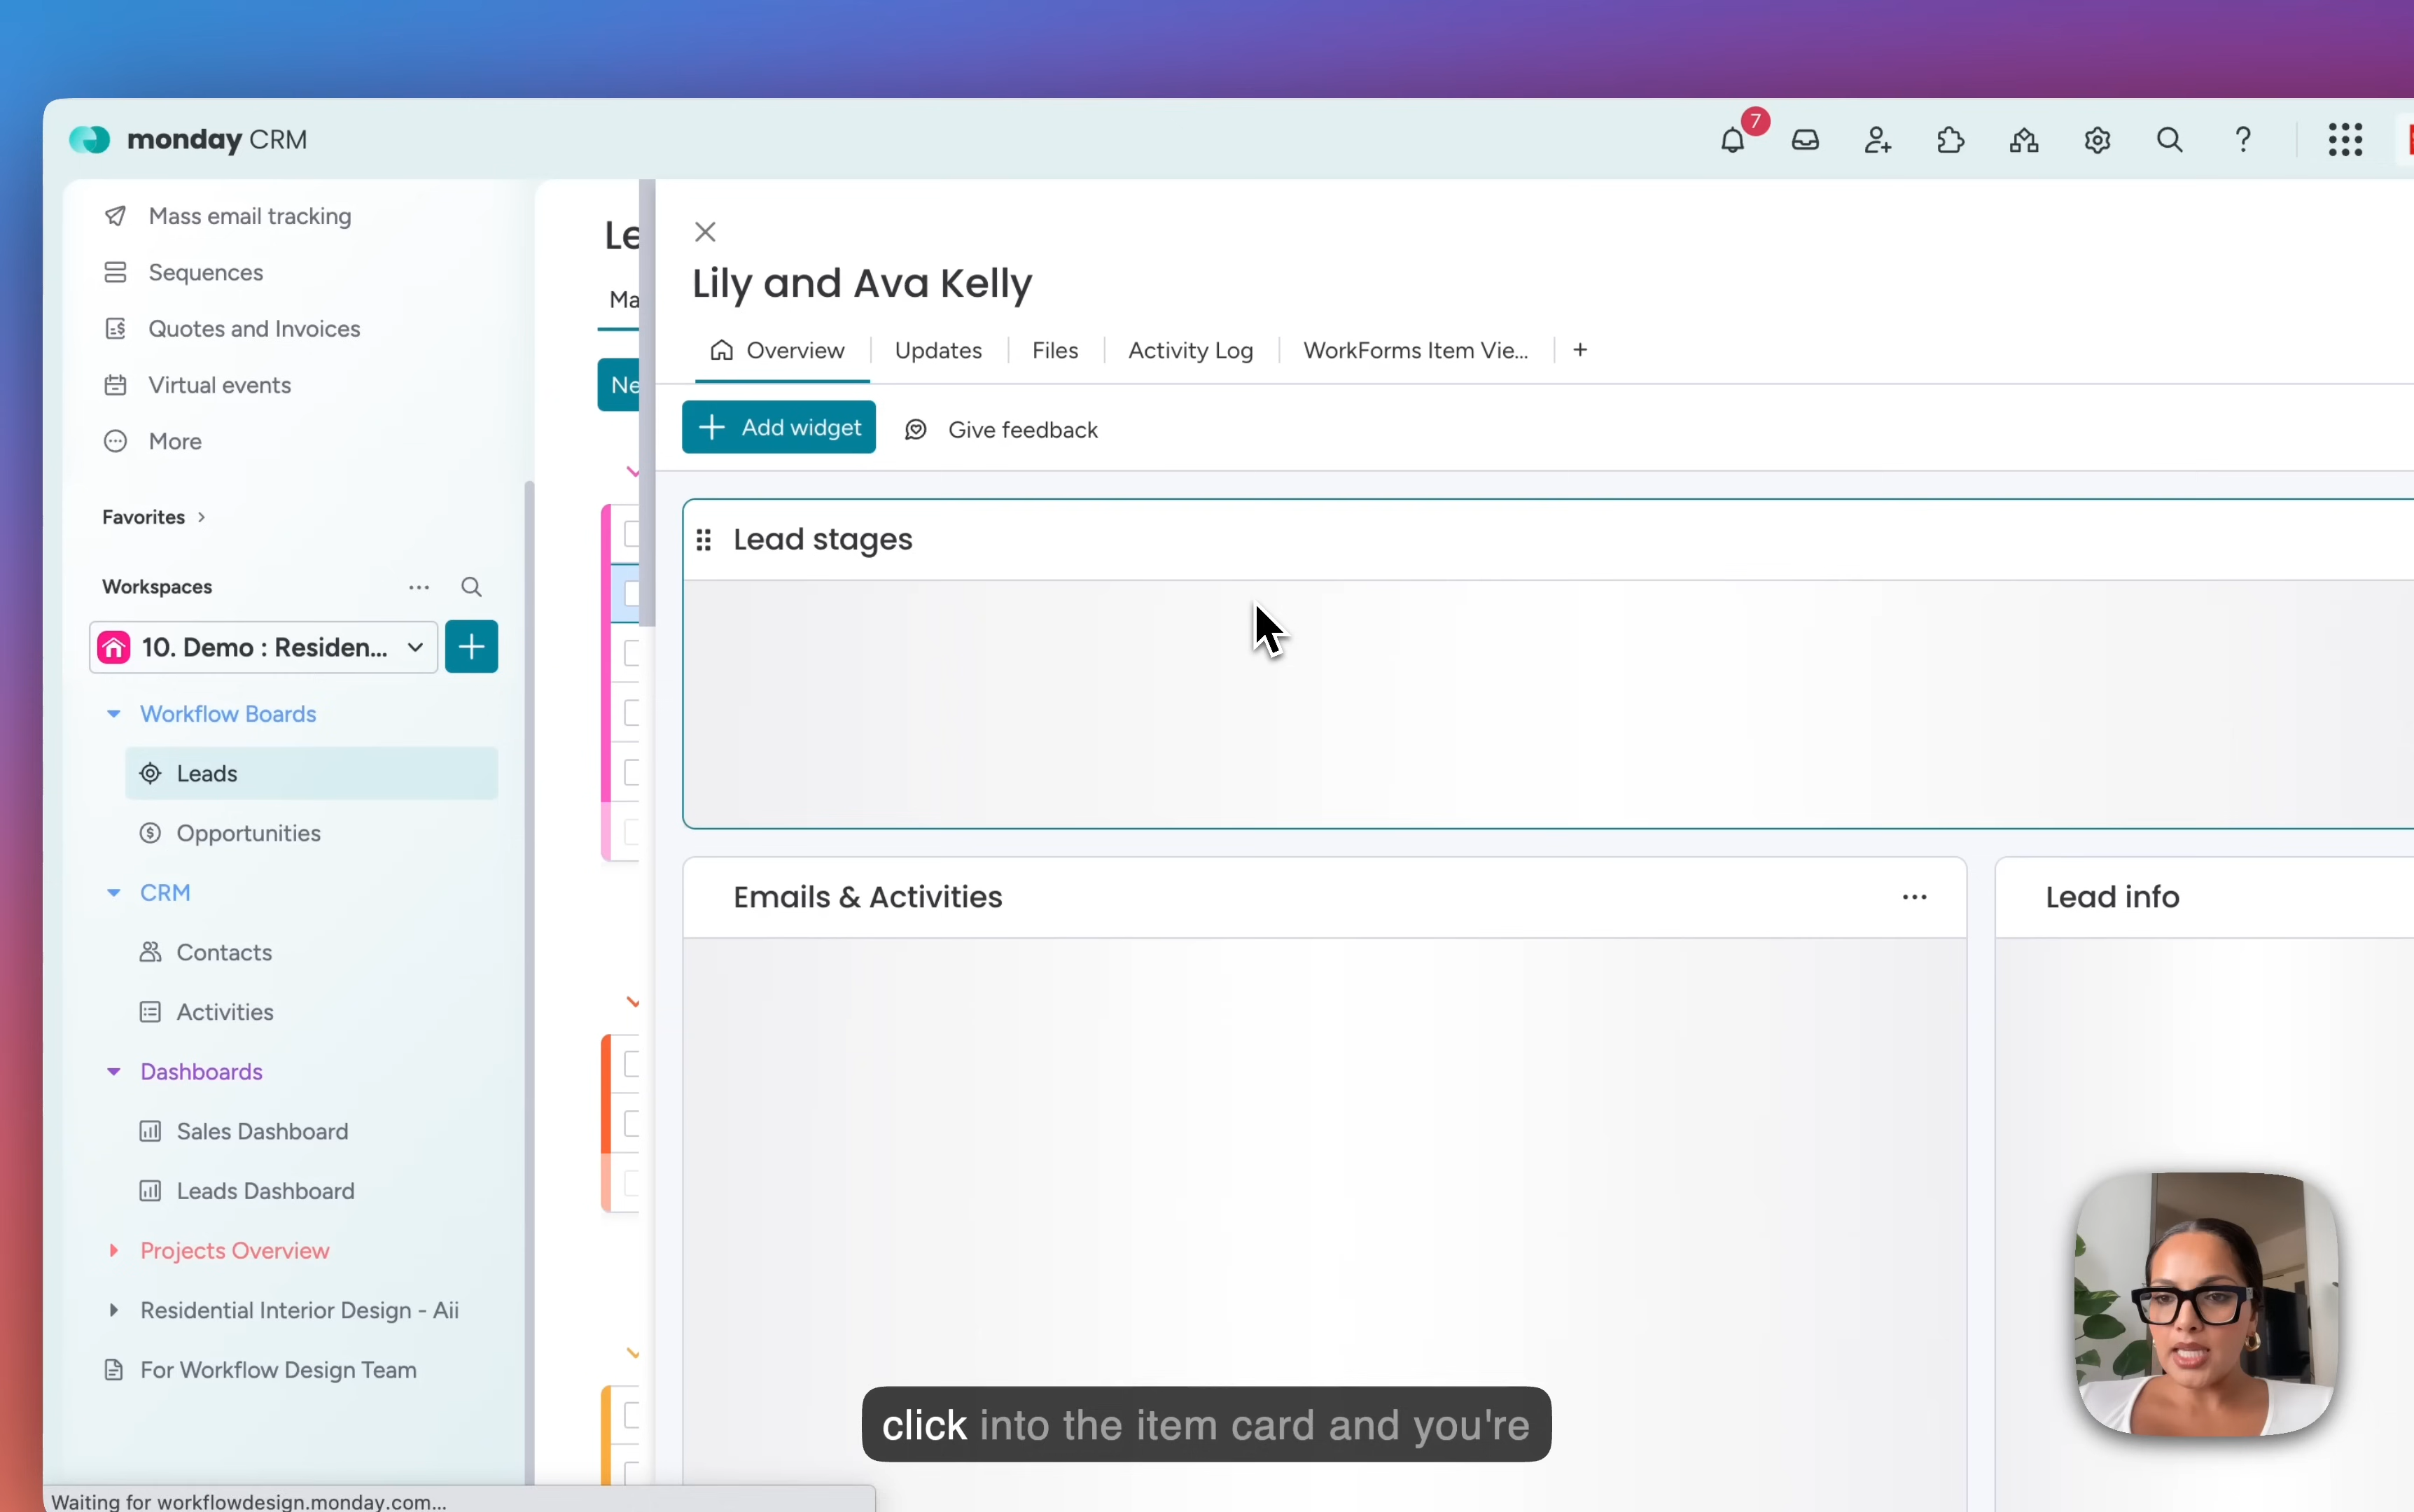 monday CRM
7
Mass email tracking
Sequences
Quotes and Invoices
Virtual events
More
Favorites
Workspaces
10. Demo : Residen...
Workflow Boards
Leads
Opportunities
CRM
Contacts
Activities
Dashboards
Sales Dashboard
Leads Dashboard
Projects Overview
Residential Interior Design - Aii
For Workflow Design Team
Waiting for workflowdesign.monday.com...
Le
Ma
Ne
Lily and Ava Kelly
Overview
Updates
Files
Activity Log
WorkForms Item Vie...
+
Add widget
Give feedback
Lead stages
Emails & Activities
Lead info
click into the item card and you're